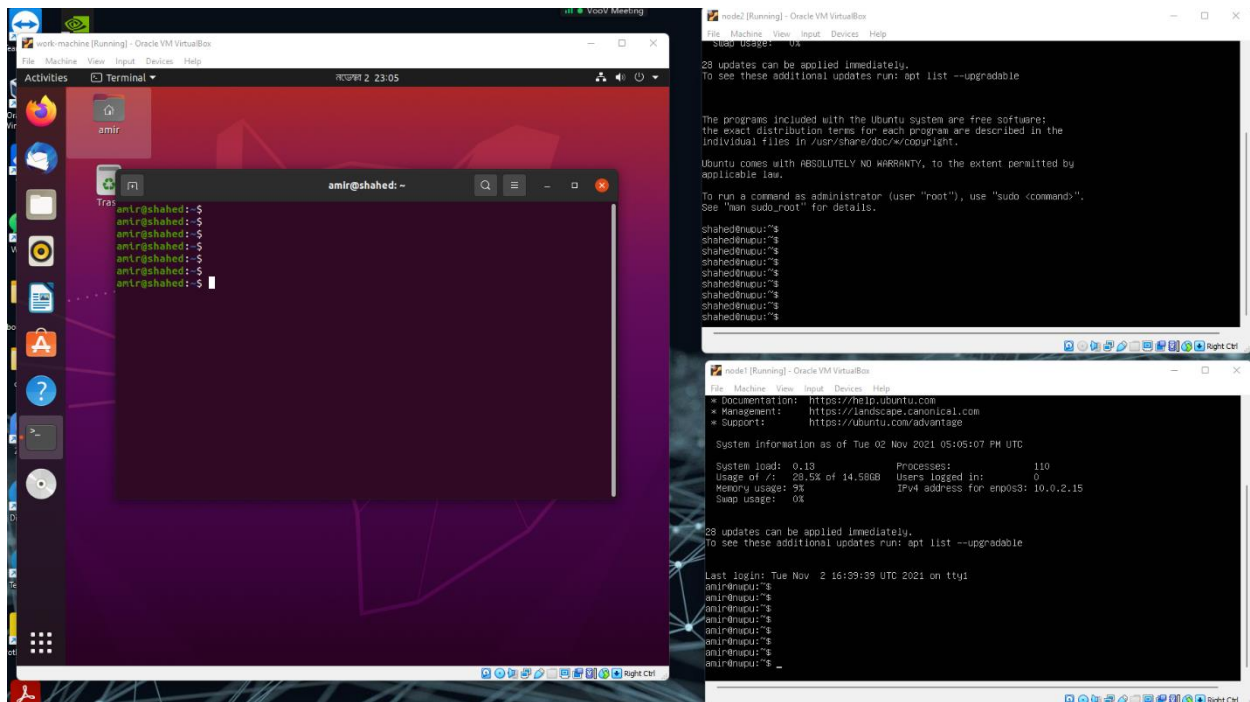 VooV Meeting
work-machine [Running] - Oracle VM VirtualBox
File Machine View Input Devices Help
Activities
Terminal
নভেম্বর 2 23:05
amir
Tras
amir@shahed: ~
amir@shahed:~$
amir@shahed:~$
amir@shahed:~$
amir@shahed:~$
amir@shahed:~$
amir@shahed:~$
amir@shahed:~$
Right Ctrl
node2 [Running] - Oracle VM VirtualBox
File Machine View Input Devices Help
Swap usage: 0%
28 updates can be applied immediately.
To see these additional updates run: apt list --upgradable
The programs included with the Ubuntu system are free software;
the exact distribution terms for each program are described in the
individual files in /usr/share/doc/*/copyright.
Ubuntu comes with ABSOLUTELY NO WARRANTY, to the extent permitted by
applicable law.
To run a command as administrator (user "root"), use "sudo <command>".
See "man sudo_root" for details.
shahed@nupu:~$
shahed@nupu:~$
shahed@nupu:~$
shahed@nupu:~$
shahed@nupu:~$
shahed@nupu:~$
shahed@nupu:~$
shahed@nupu:~$
shahed@nupu:~$
Right Ctrl
node1 [Running] - Oracle VM VirtualBox
File Machine View Input Devices Help
* Documentation: https://help.ubuntu.com
* Management: https://landscape.canonical.com
* Support: https://ubuntu.com/advantage
System information as of Tue 02 Nov 2021 05:05:07 PM UTC
System load: 0.13 Processes: 110
Usage of /: 28.5% of 14.58GB Users logged in: 0
Memory usage: 9% IPv4 address for enp0s3: 10.0.2.15
Swap usage: 0%
28 updates can be applied immediately.
To see these additional updates run: apt list --upgradable
Last login: Tue Nov 2 16:39:39 UTC 2021 on tty1
amir@nupu:~$
amir@nupu:~$
amir@nupu:~$
amir@nupu:~$
amir@nupu:~$
amir@nupu:~$
amir@nupu:~$
amir@nupu:~$ _
Right Ctrl